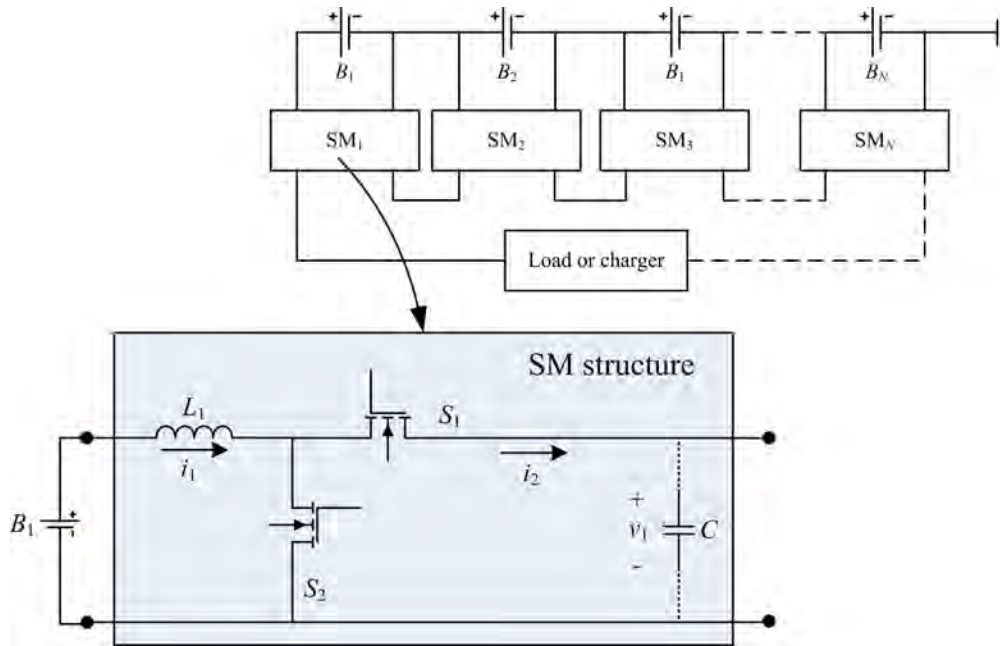 + - + - + - + -
B1 B2 B1 BN
SM1 SM2 SM3 SMN
Load or charger
SM structure
L1
S1
i1
i2
B1
+
+
v1
-
C
S2